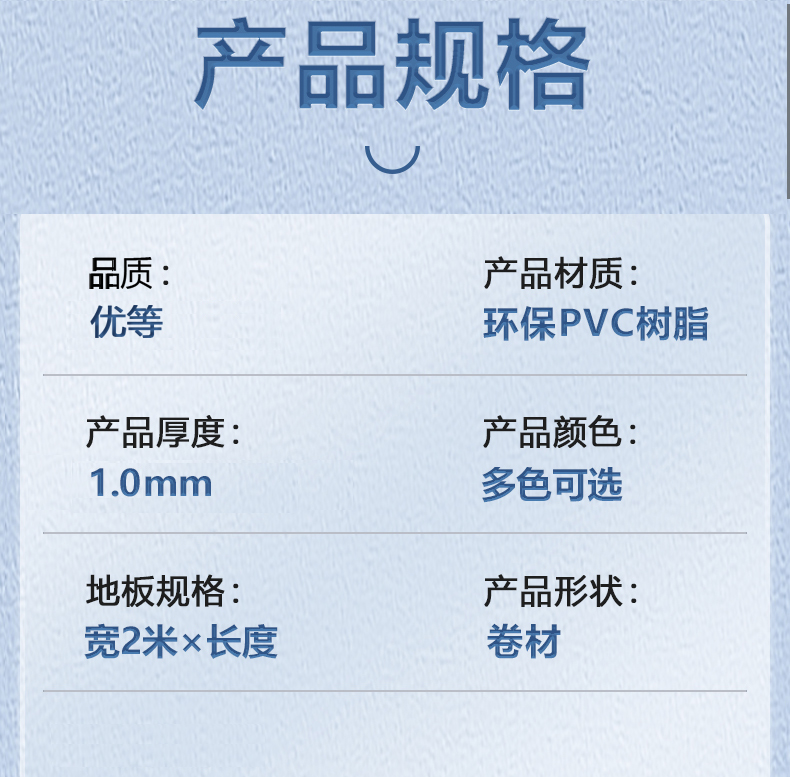 产品规格
品质：
优等
产品材质：
环保PVC树脂
产品厚度：
1.0mm
产品颜色：
多色可选
地板规格：
宽2米×长度
产品形状：
卷材